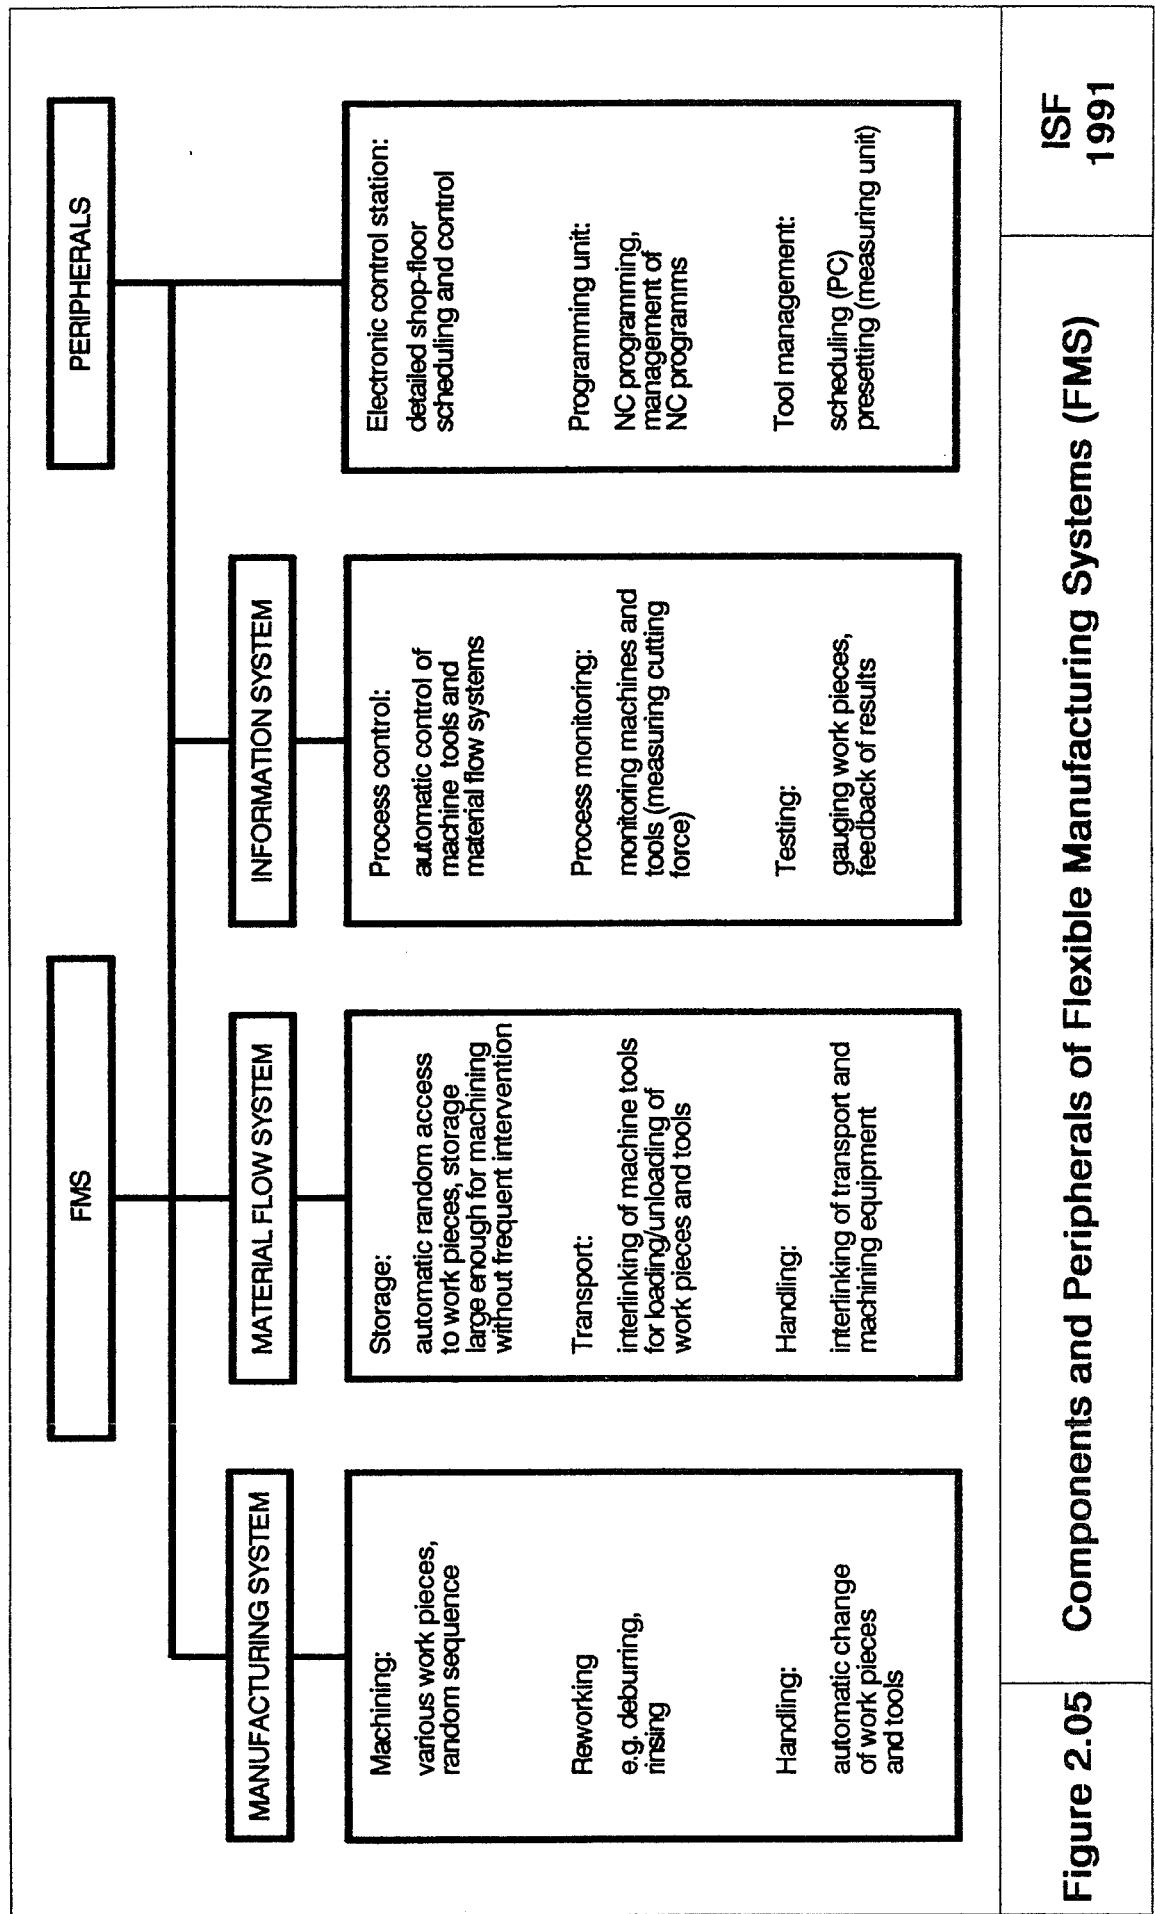 FMS
PERIPHERALS
MANUFACTURING SYSTEM
Machining:
various work pieces,
random sequence
Reworking
e.g. deburring,
rinsing
Handling:
automatic change
of work pieces
and tools
MATERIAL FLOW SYSTEM
Storage:
automatic random access
to work pieces, storage
large enough for machining
without frequent intervention
Transport:
interlinking of machine tools
for loading/unloading of
work pieces and tools
Handling:
interlinking of transport and
machining equipment
INFORMATION SYSTEM
Process control:
automatic control of
machine tools and
material flow systems
Process monitoring:
monitoring machines and
tools (measuring cutting
force)
Testing:
gauging work pieces,
feedback of results
Electronic control station:
detailed shop-floor
scheduling and control
Programming unit:
NC programming,
management of
NC programms
Tool management:
scheduling (PC)
presetting (measuring unit)
Figure 2.05 Components and Peripherals of Flexible Manufacturing Systems (FMS)
ISF
1991